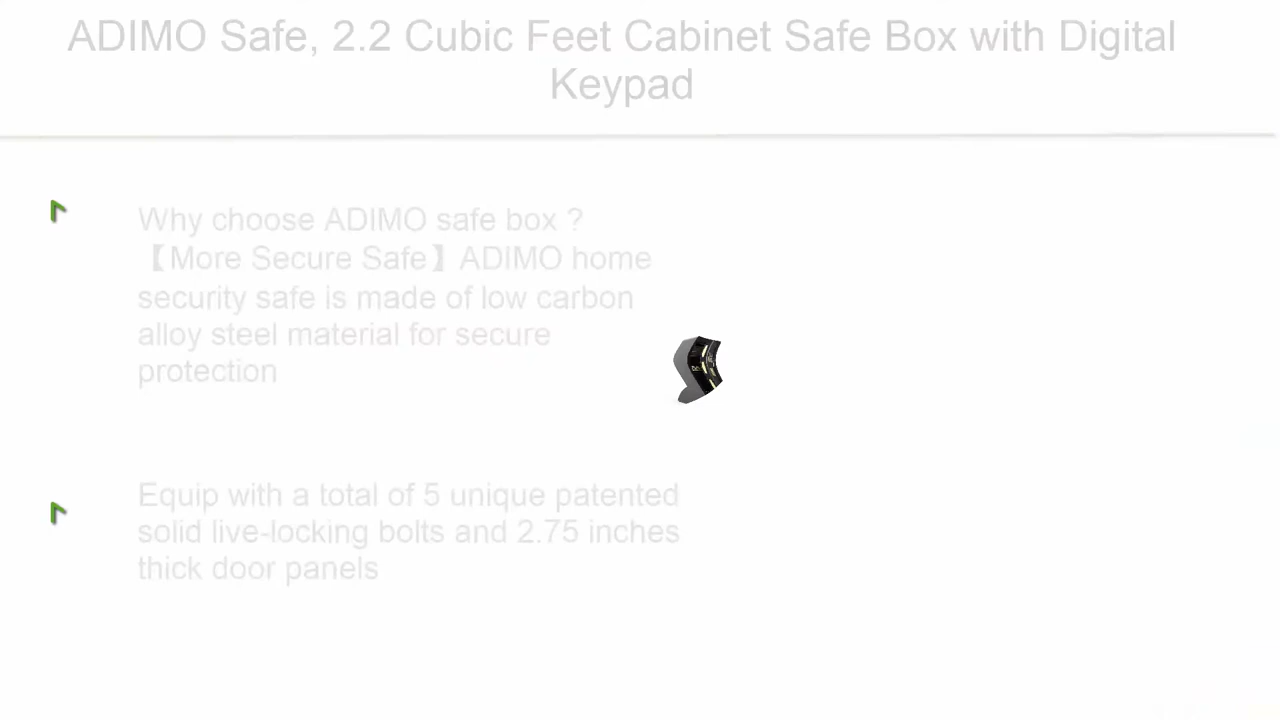 ADIMO Safe, 2.2 Cubic Feet Cabinet Safe Box with Digital
Keypad
Why choose ADIMO safe box ?
【More Secure Safe】ADIMO home
security safe is made of low carbon
alloy steel material for secure
protection
Equip with a total of 5 unique patented
solid live-locking bolts and 2.75 inches
thick door panels